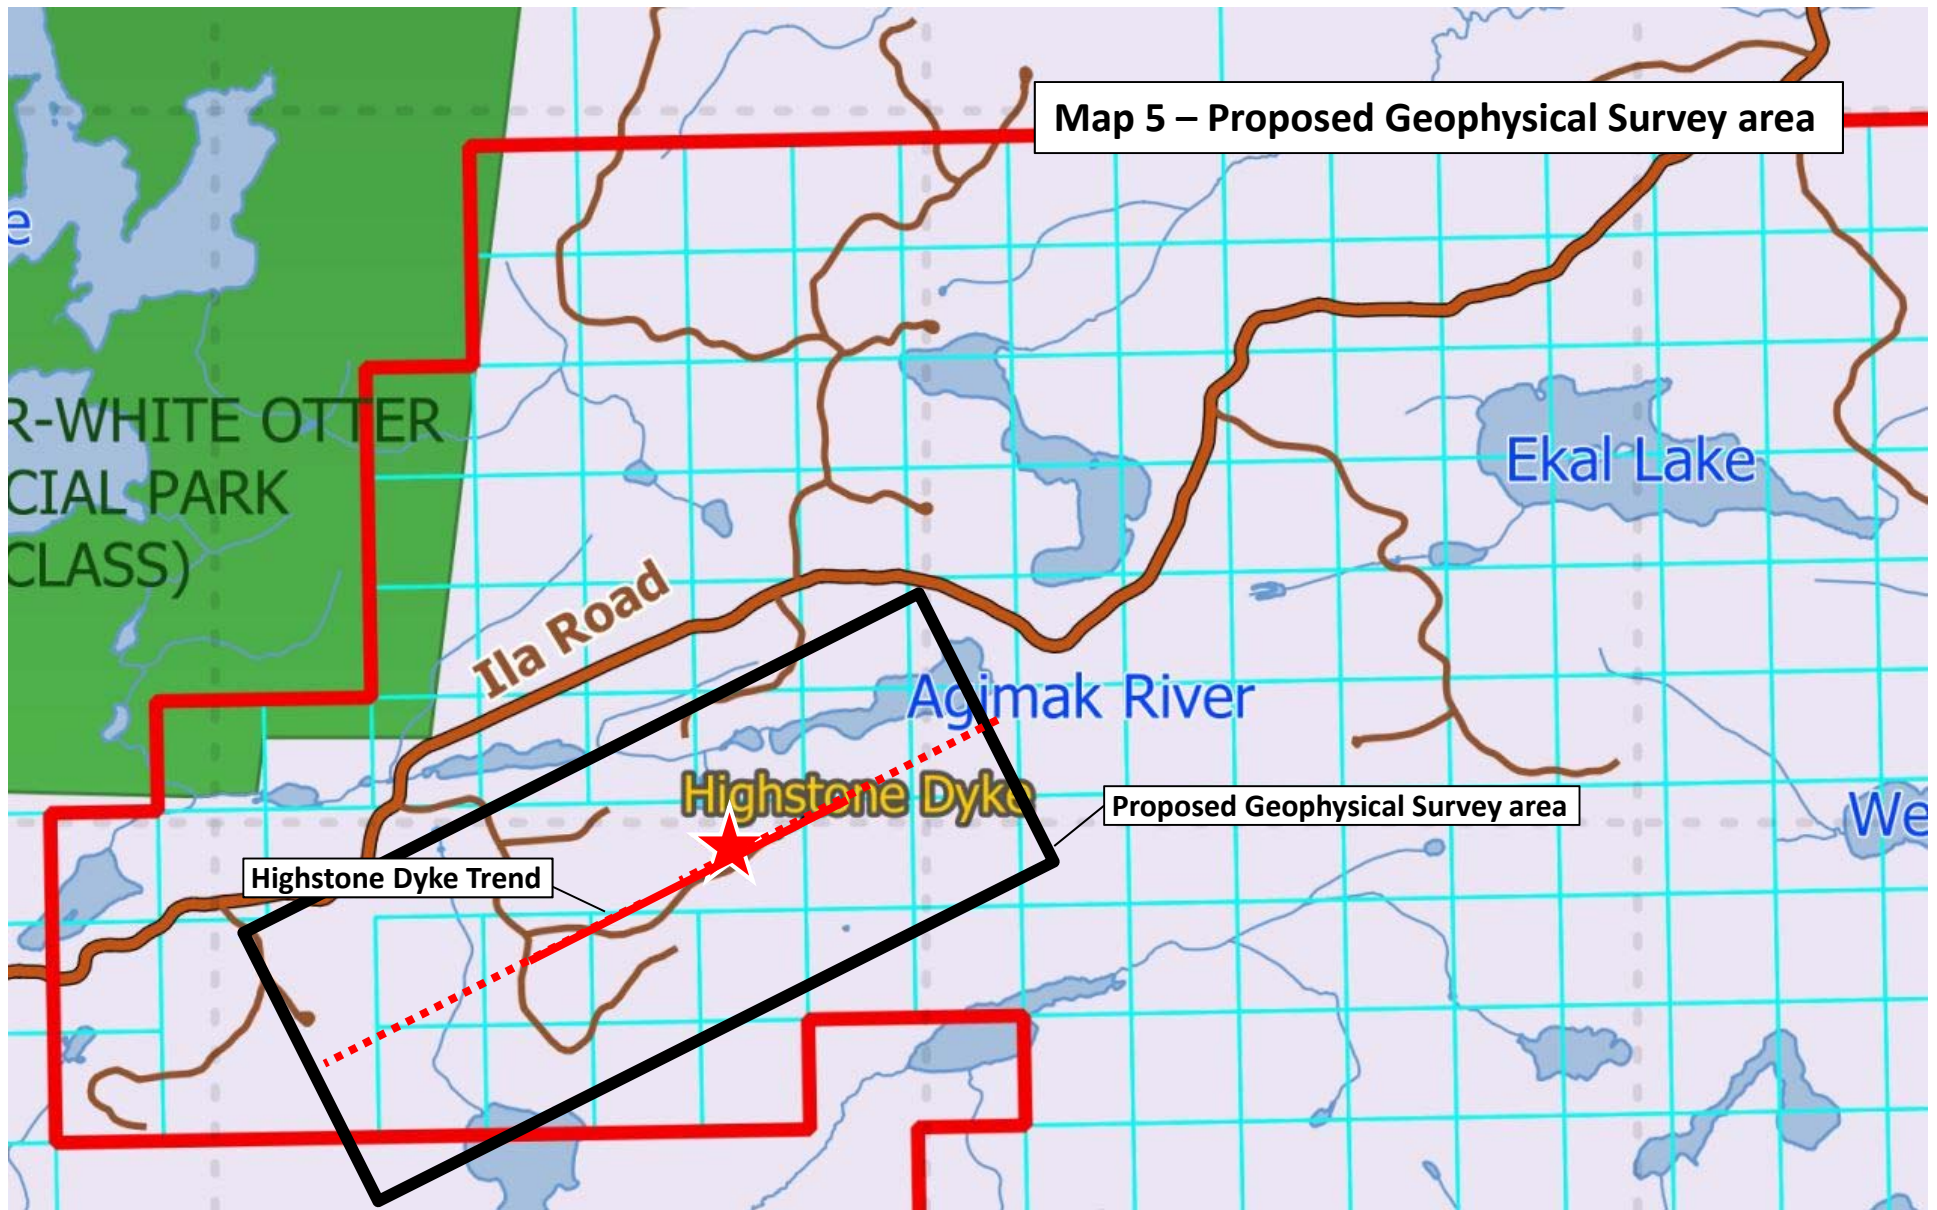 Map 5 – Proposed Geophysical Survey area
e
R-WHITE OTTER
CIAL PARK
CLASS)
Ekal Lake
Ila Road
Agimak River
Highstone Dyke
Proposed Geophysical Survey area
We
Highstone Dyke Trend